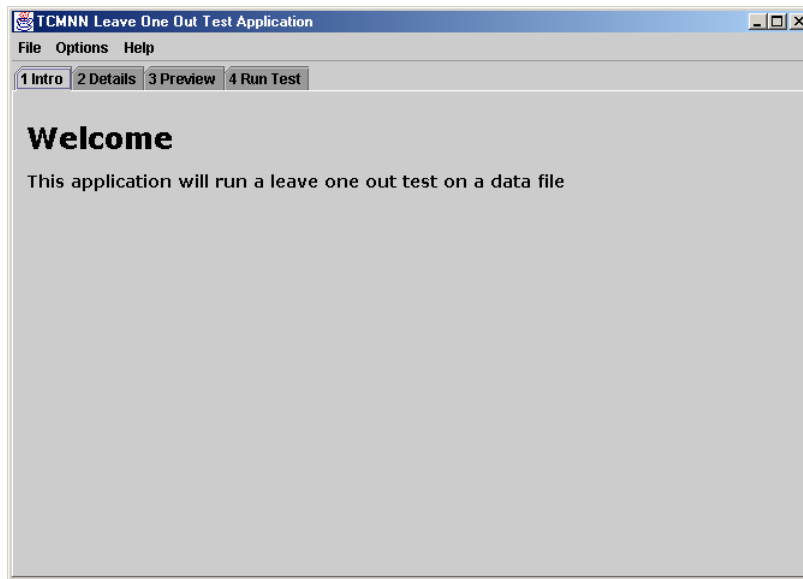 TCMNN Leave One Out Test Application
File Options Help
1 Intro 2 Details 3 Preview 4 Run Test
Welcome
This application will run a leave one out test on a data file